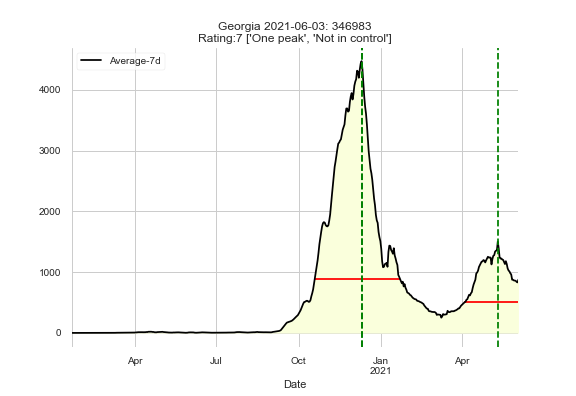 Georgia 2021-06-03: 346983
Rating:7 ['One peak', 'Not in control']
Average-7d
4000
3000
2000
1000
0
Apr
Jul
Oct
Jan
2021
Apr
Date